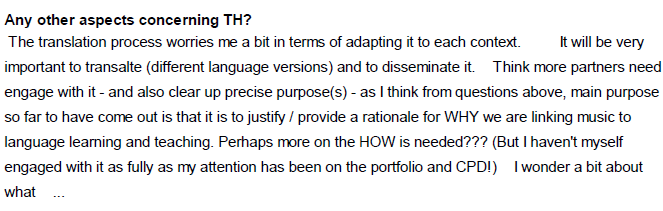 Any other aspects concerning TH?
The translation process worries me a bit in terms of adapting it to each context. It will be very
important to transalte (different language versions) and to disseminate it. Think more partners need
engage with it - and also clear up precise purpose(s) - as I think from questions above, main purpose
so far to have come out is that it is to justify / provide a rationale for WHY we are linking music to
language learning and teaching. Perhaps more on the HOW is needed??? (But I haven't myself
engaged with it as fully as my attention has been on the portfolio and CPD!) I wonder a bit about
what ...